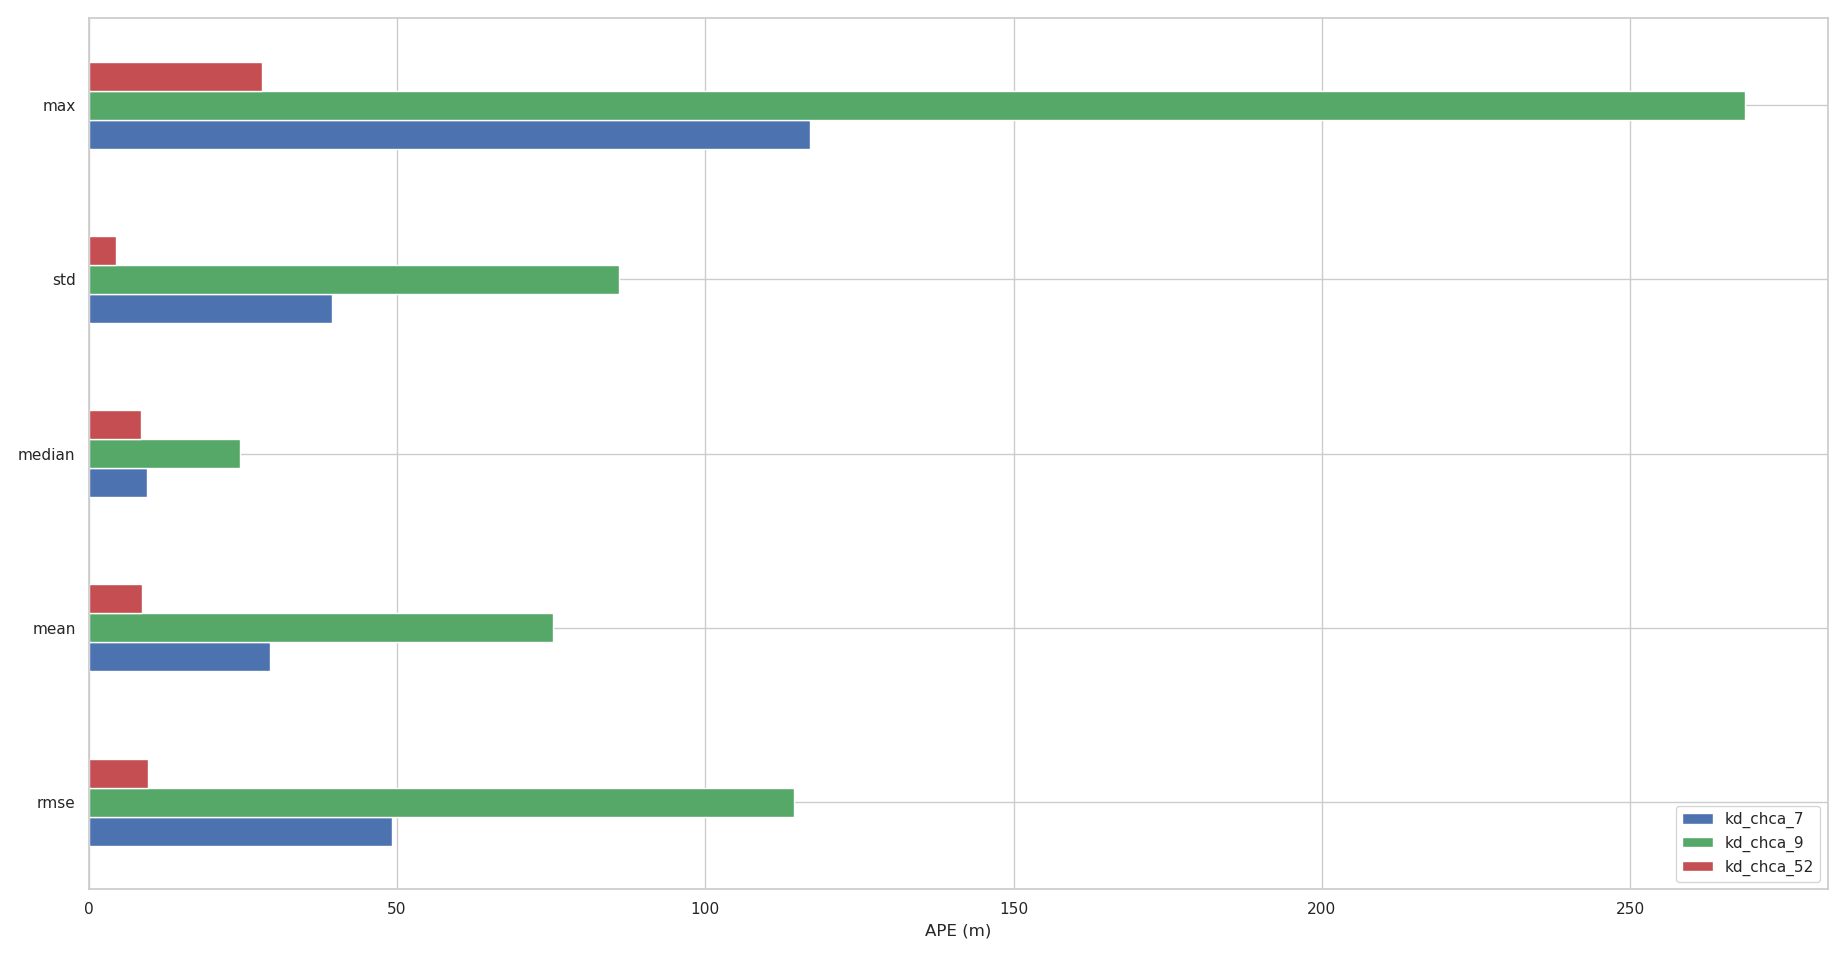 max
std
median
mean
rmse
kd_chca_7
kd_chca_9
kd_chca_52
0 50 100 150 200 250
APE (m)